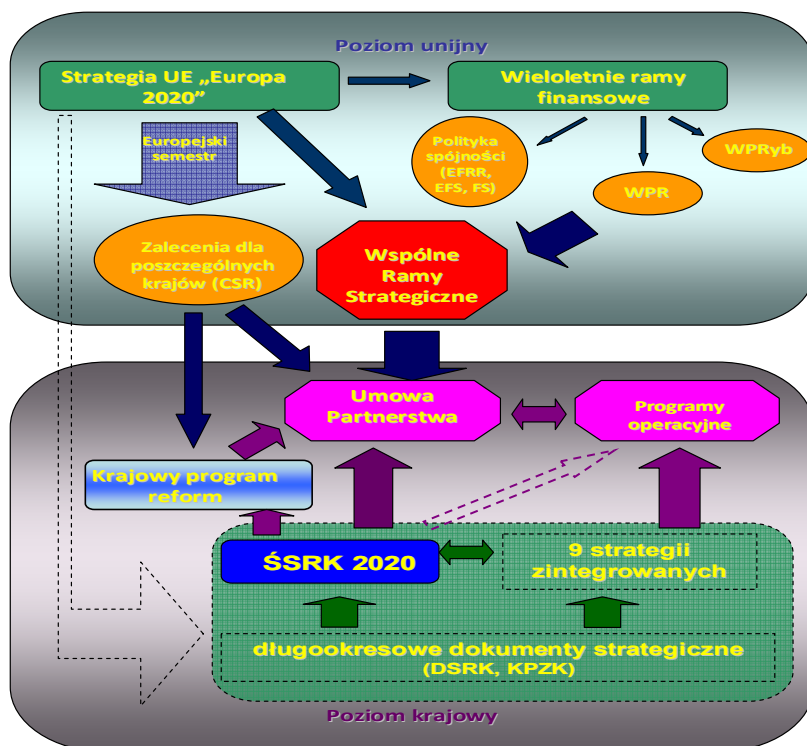 Poziom unijny
Strategia UE „Europa
2020”
Wieloletnie ramy
finansowe
Europejski
semestr
Polityka
spójności
(EFRR,
EFS, FS)
WPRyb
WPR
Zalecenia dla
poszczególnych
krajów (CSR)
Wspólne
Ramy
Strategiczne
Umowa
Partnerstwa
Programy
operacyjne
Krajowy program
reform
ŚSRK 2020
9 strategii
zintegrowanych
długookresowe dokumenty strategiczne
(DSRK, KPZK)
Poziom krajowy